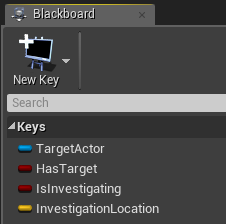 Blackboard
New Key
Search
Keys
TargetActor
HasTarget
IsInvestigating
InvestigationLocation